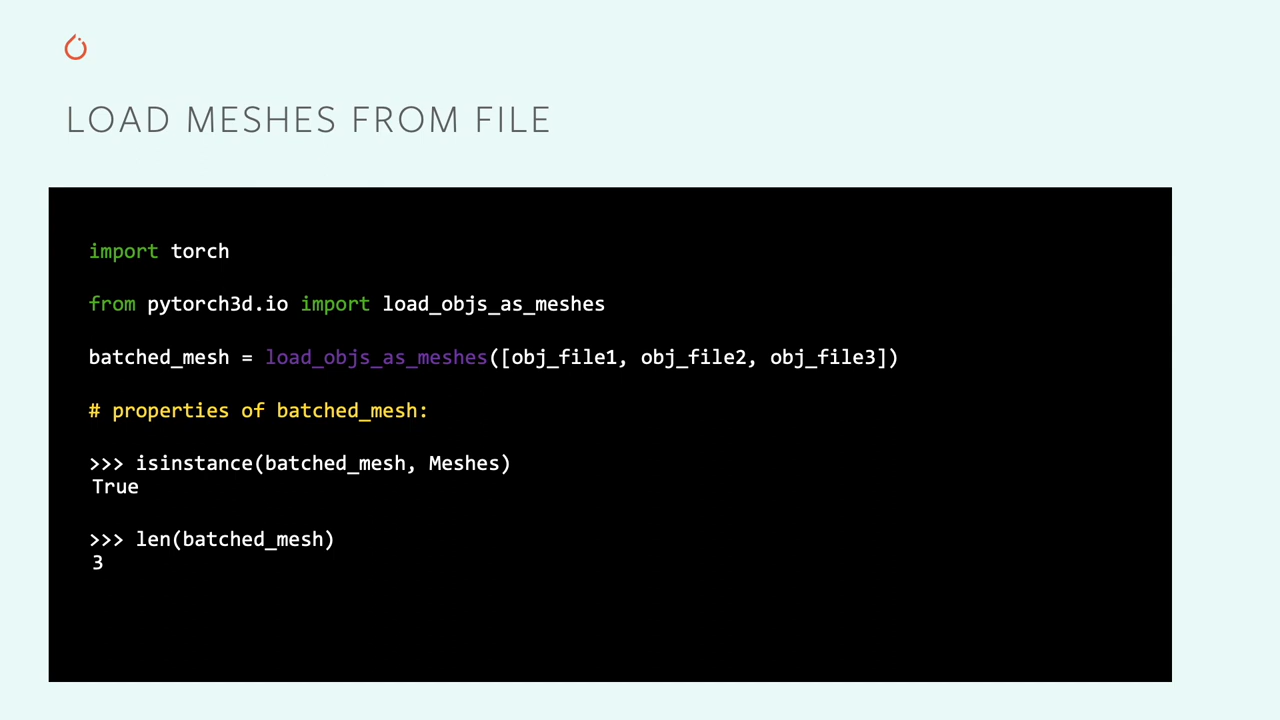 LOAD MESHES FROM FILE
import torch
from pytorch3d.io import load_objs_as_meshes
batched_mesh = load_objs_as_meshes([obj_file1, obj_file2, obj_file3])
# properties of batched_mesh:
>>> isinstance(batched_mesh, Meshes)
True
>>> len(batched_mesh)
3